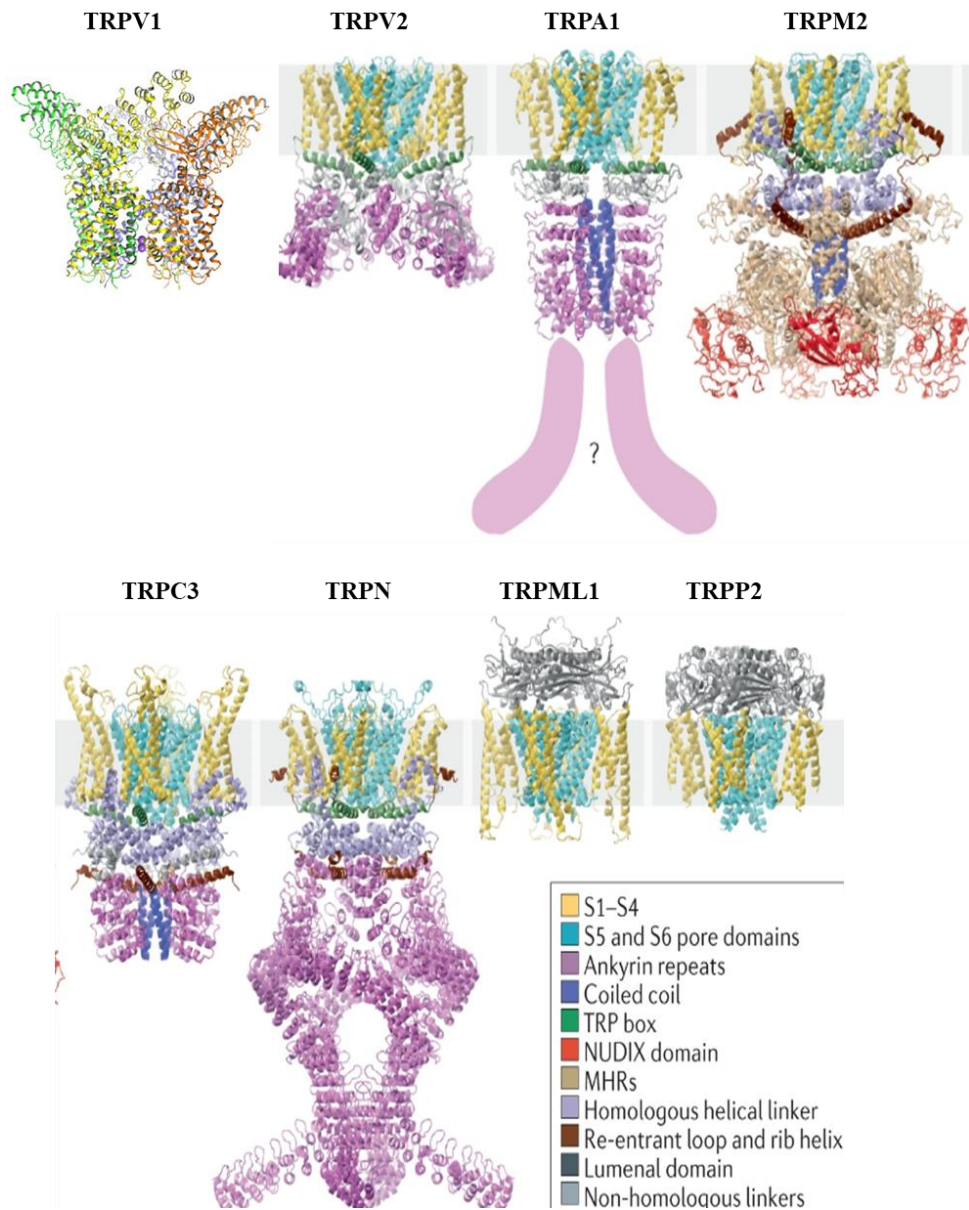 TRPV1 TRPV2 TRPA1 TRPM2
?
TRPC3 TRPN TRPML1 TRPP2
S1–S4
S5 and S6 pore domains
Ankyrin repeats
Coiled coil
TRP box
NUDIX domain
MHRs
Homologous helical linker
Re-entrant loop and rib helix
Lumenal domain
Non-homologous linkers